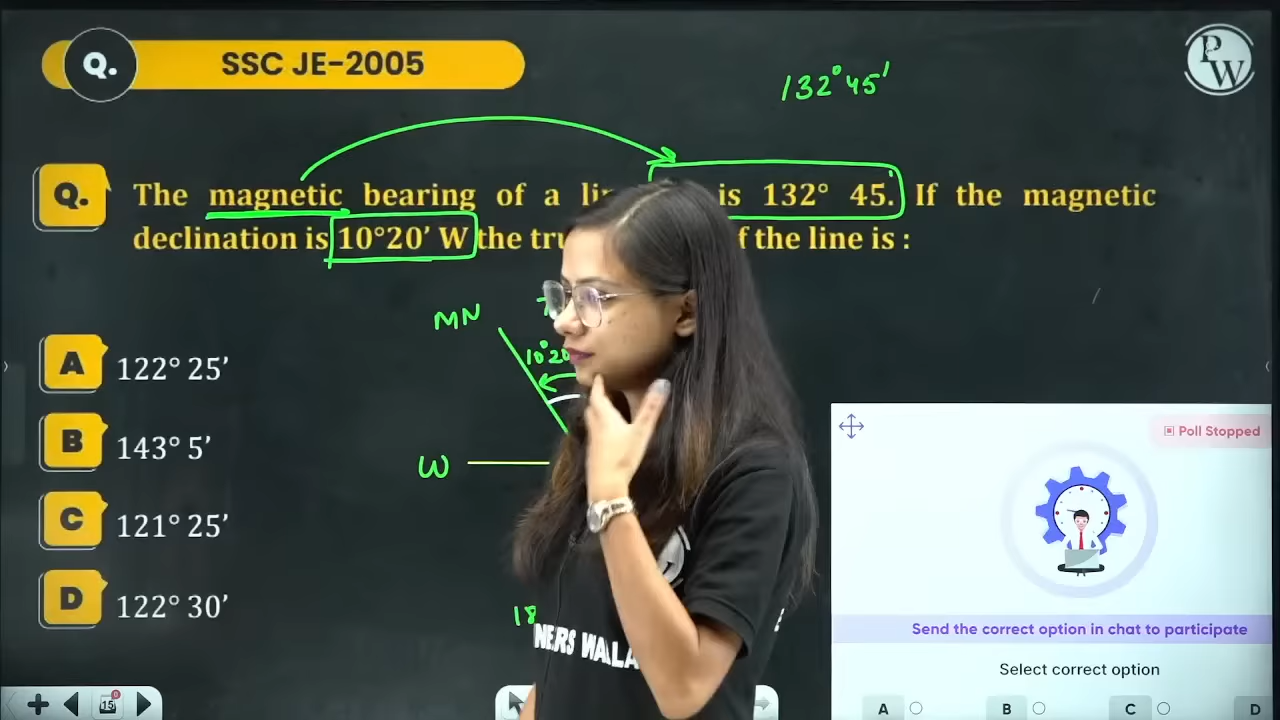 Q.
SSC JE-2005
PW
132° 45'
Q.
The magnetic bearing of a is 132° 45. If the magnetic
declination is 10°20’ W the the line is :
MN
10°20
W
18
A
122° 25’
B
143° 5’
C
121° 25’
D
122° 30’
Poll Stopped
Send the correct option in chat to participate
Select correct option
A
B
C
D
15